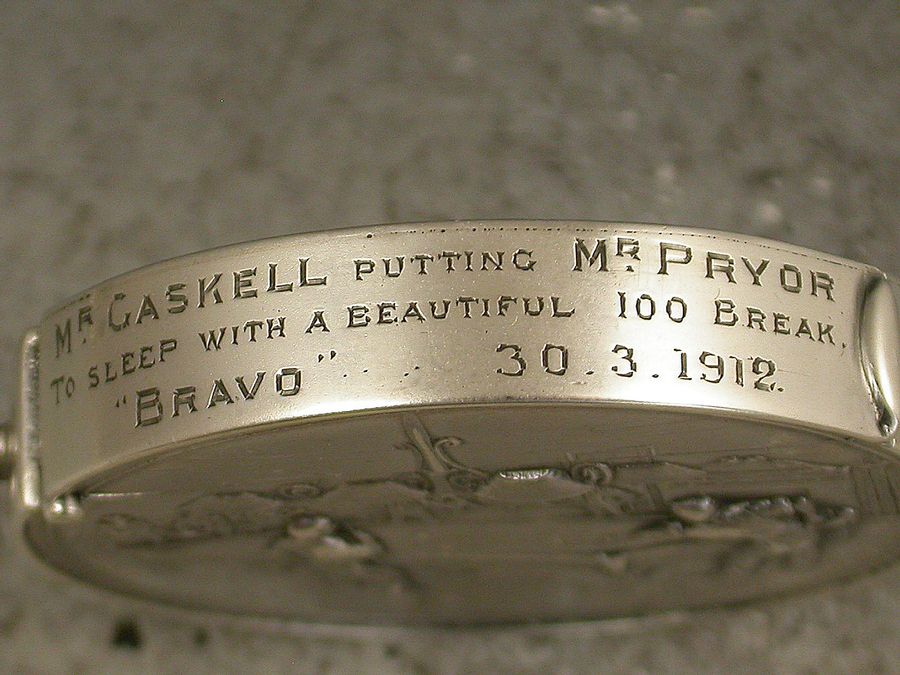 Mr Gaskell putting Mr Pryor
To sleep with a beautiful 100 Break,
"Bravo" 30.3.1912.